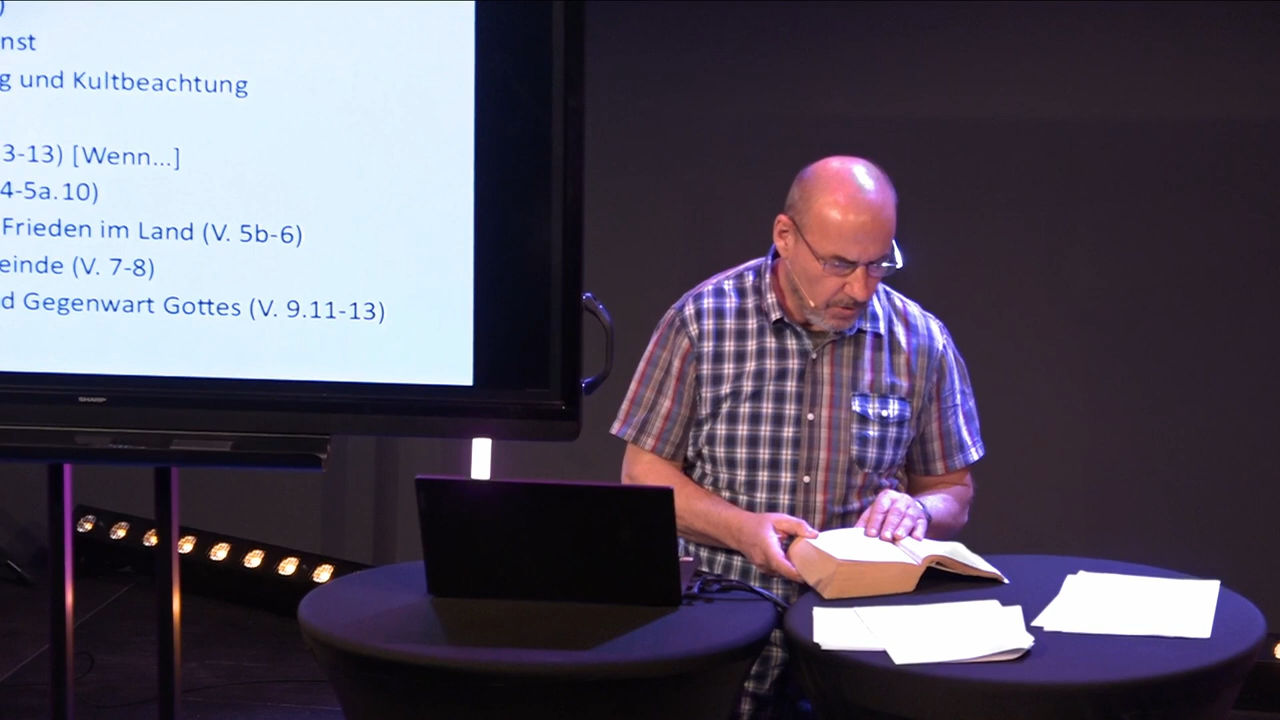 )
nst
g und Kultbeachtung
3-13) [Wenn...]
4-5a.10)
Frieden im Land (V. 5b-6)
einde (V. 7-8)
d Gegenwart Gottes (V. 9.11-13)
SHARP